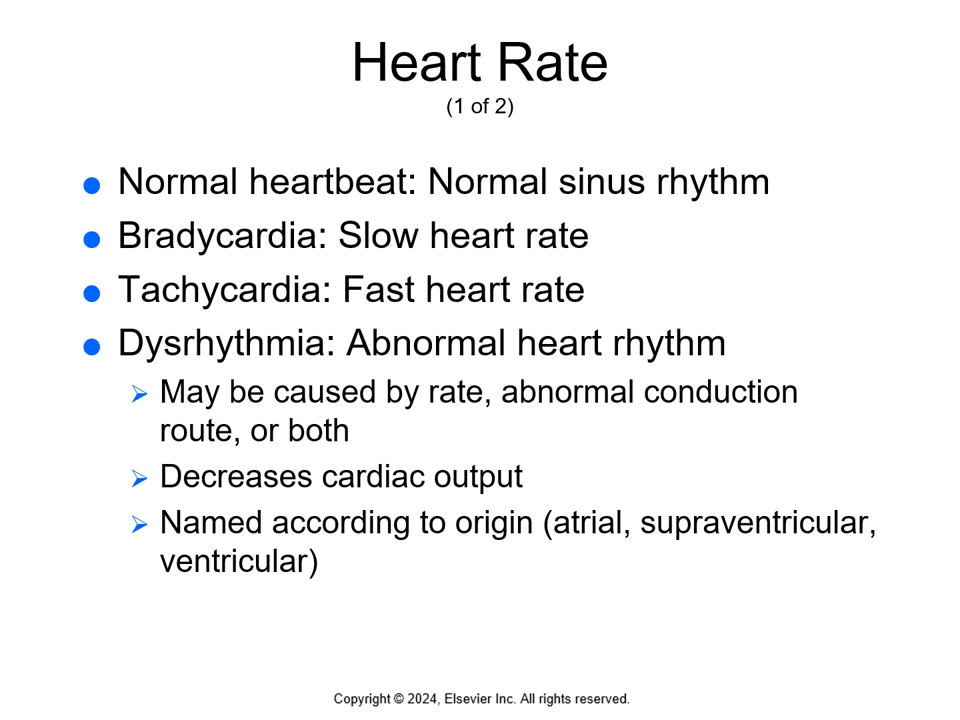 Heart Rate
(1 of 2)
Normal heartbeat: Normal sinus rhythm
Bradycardia: Slow heart rate
Tachycardia: Fast heart rate
Dysrhythmia: Abnormal heart rhythm
May be caused by rate, abnormal conduction
route, or both
Decreases cardiac output
Named according to origin (atrial, supraventricular,
ventricular)
Copyright © 2024, Elsevier Inc. All rights reserved.